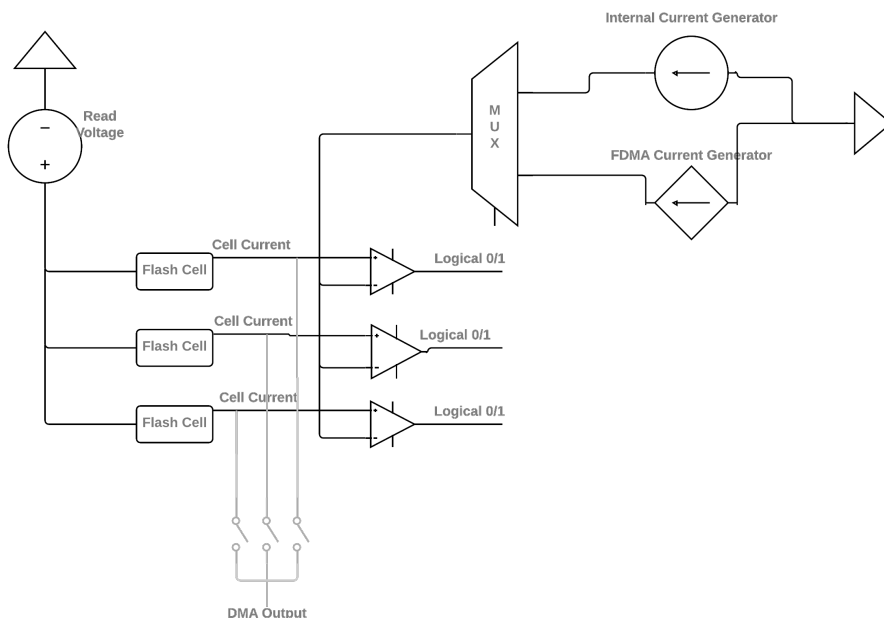 Internal Current Generator
Read
Voltage
M
U
X
FDMA Current Generator
Cell Current
Logical 0/1
Flash Cell
+
-
Cell Current
Logical 0/1
Flash Cell
+
-
Cell Current
Logical 0/1
Flash Cell
+
-
DMA Output